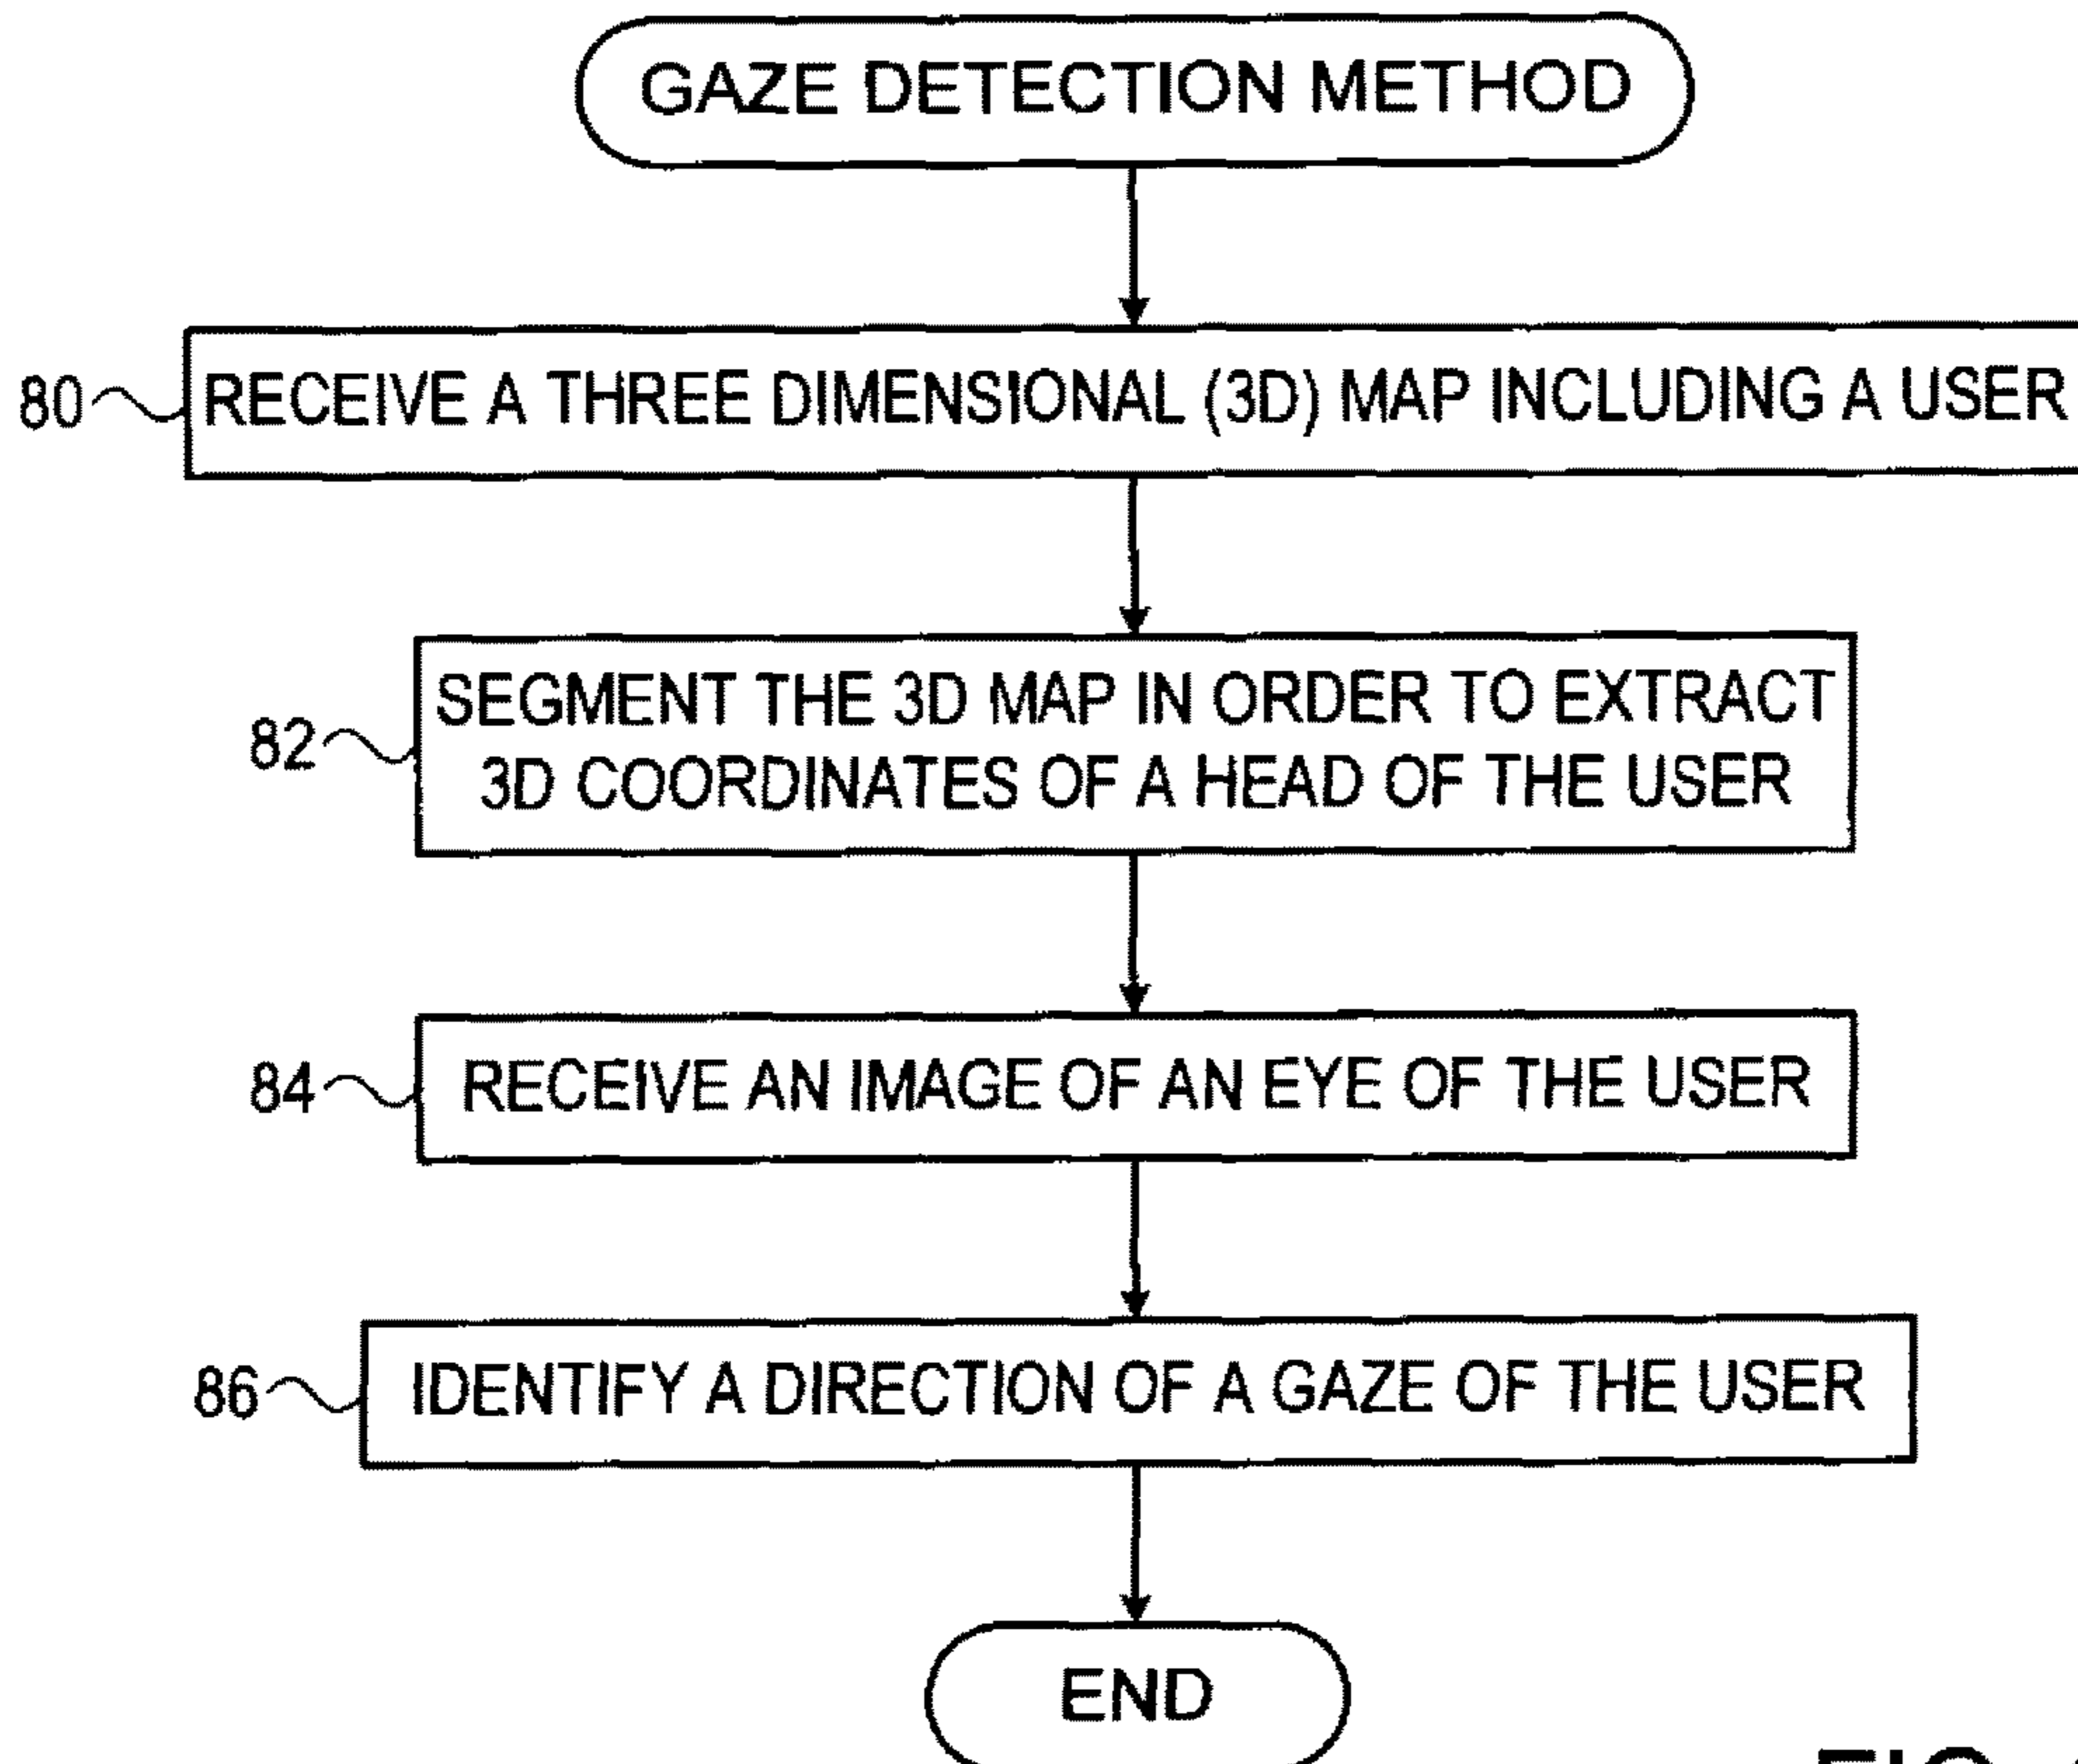 GAZE DETECTION METHOD
80
RECEIVE A THREE DIMENSIONAL (3D) MAP INCLUDING A USER
82
SEGMENT THE 3D MAP IN ORDER TO EXTRACT
3D COORDINATES OF A HEAD OF THE USER
84
RECEIVE AN IMAGE OF AN EYE OF THE USER
86
IDENTIFY A DIRECTION OF A GAZE OF THE USER
END